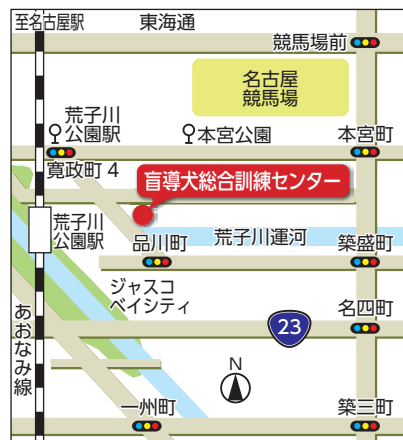 至名古屋駅
東海通
競馬場前
名古屋
競馬場
荒子川
公園駅
本宮公園
本宮町
寛政町 4
盲導犬総合訓練センター
荒子川
公園駅
品川町
荒子川運河
築盛町
ジャスコ
ベイシティ
あおなみ線
23
名四町
N
一州町
築三町